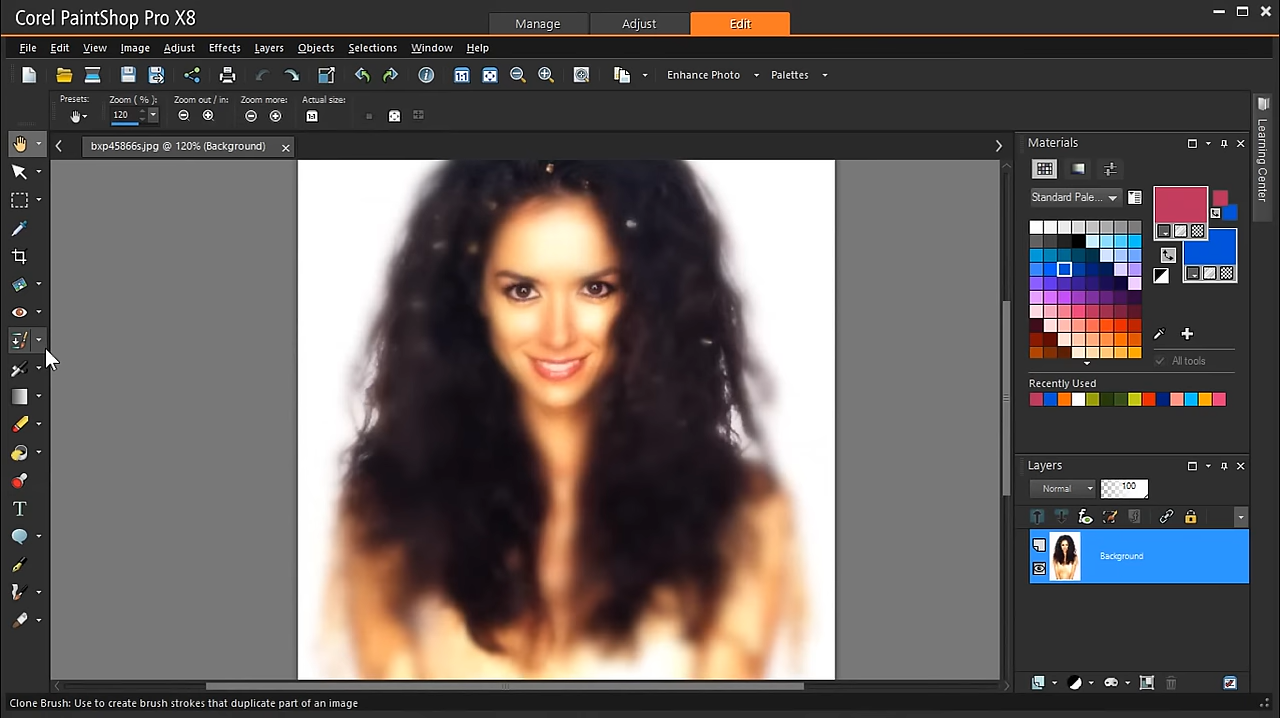 Corel PaintShop Pro X8
Manage
Adjust
Edit
File Edit View Image Adjust Effects Layers Objects Selections Window Help
Enhance Photo
Palettes
Presets: Zoom ( % ): Zoom out / in: Zoom more: Actual size:
120
bxp45866s.jpg @ 120% (Background)
Materials
Learning Center
Standard Pale...
All tools
Recently Used
Layers
Normal
100
Background
T
Clone Brush: Use to create brush strokes that duplicate part of an image